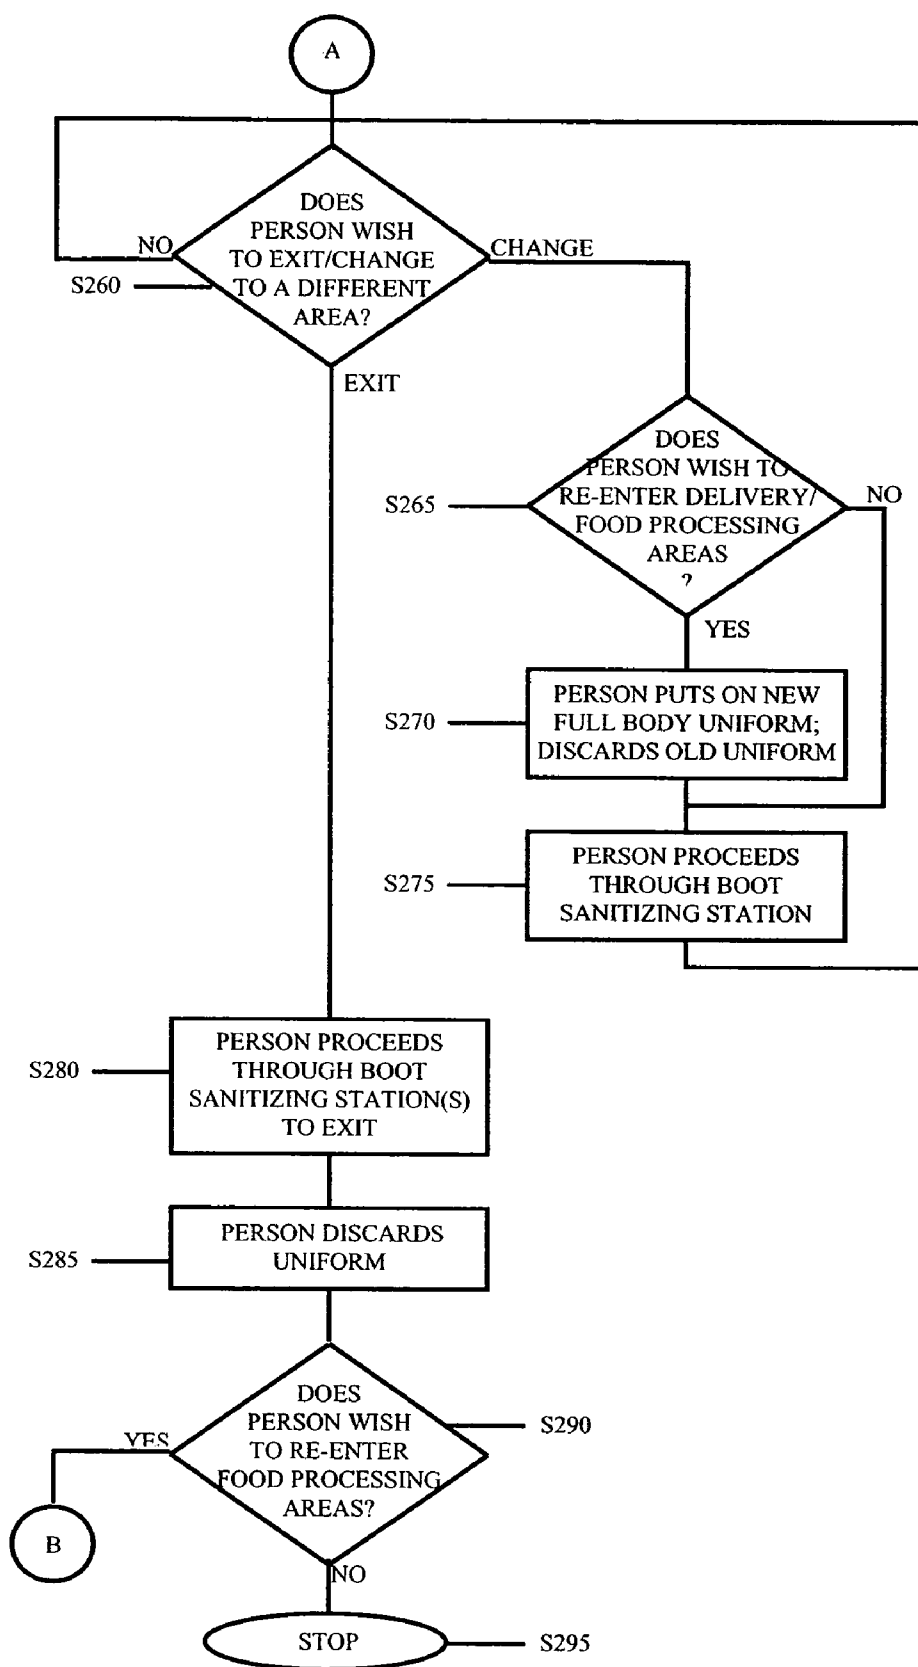 A
DOES
PERSON WISH
TO EXIT/CHANGE
TO A DIFFERENT
AREA?
NO
CHANGE
S260
EXIT
DOES
PERSON WISH TO
RE-ENTER DELIVERY/
FOOD PROCESSING
AREAS
?
S265
NO
YES
PERSON PUTS ON NEW
FULL BODY UNIFORM;
DISCARDS OLD UNIFORM
S270
PERSON PROCEEDS
THROUGH BOOT
SANITIZING STATION
S275
PERSON PROCEEDS
THROUGH BOOT
SANITIZING STATION(S)
TO EXIT
S280
PERSON DISCARDS
UNIFORM
S285
DOES
PERSON WISH
TO RE-ENTER
FOOD PROCESSING
AREAS?
S290
YES
B
NO
STOP
S295